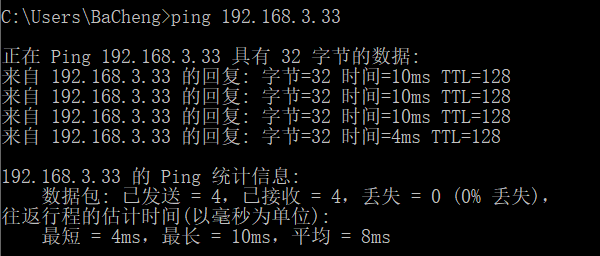 C:\Users\BaCheng>ping 192.168.3.33
正在 Ping 192.168.3.33 具有 32 字节的数据:
来自 192.168.3.33 的回复: 字节=32 时间=10ms TTL=128
来自 192.168.3.33 的回复: 字节=32 时间=10ms TTL=128
来自 192.168.3.33 的回复: 字节=32 时间=10ms TTL=128
来自 192.168.3.33 的回复: 字节=32 时间=4ms TTL=128
192.168.3.33 的 Ping 统计信息:
数据包: 已发送 = 4，已接收 = 4，丢失 = 0 (0% 丢失)，
往返行程的估计时间(以毫秒为单位):
最短 = 4ms，最长 = 10ms，平均 = 8ms